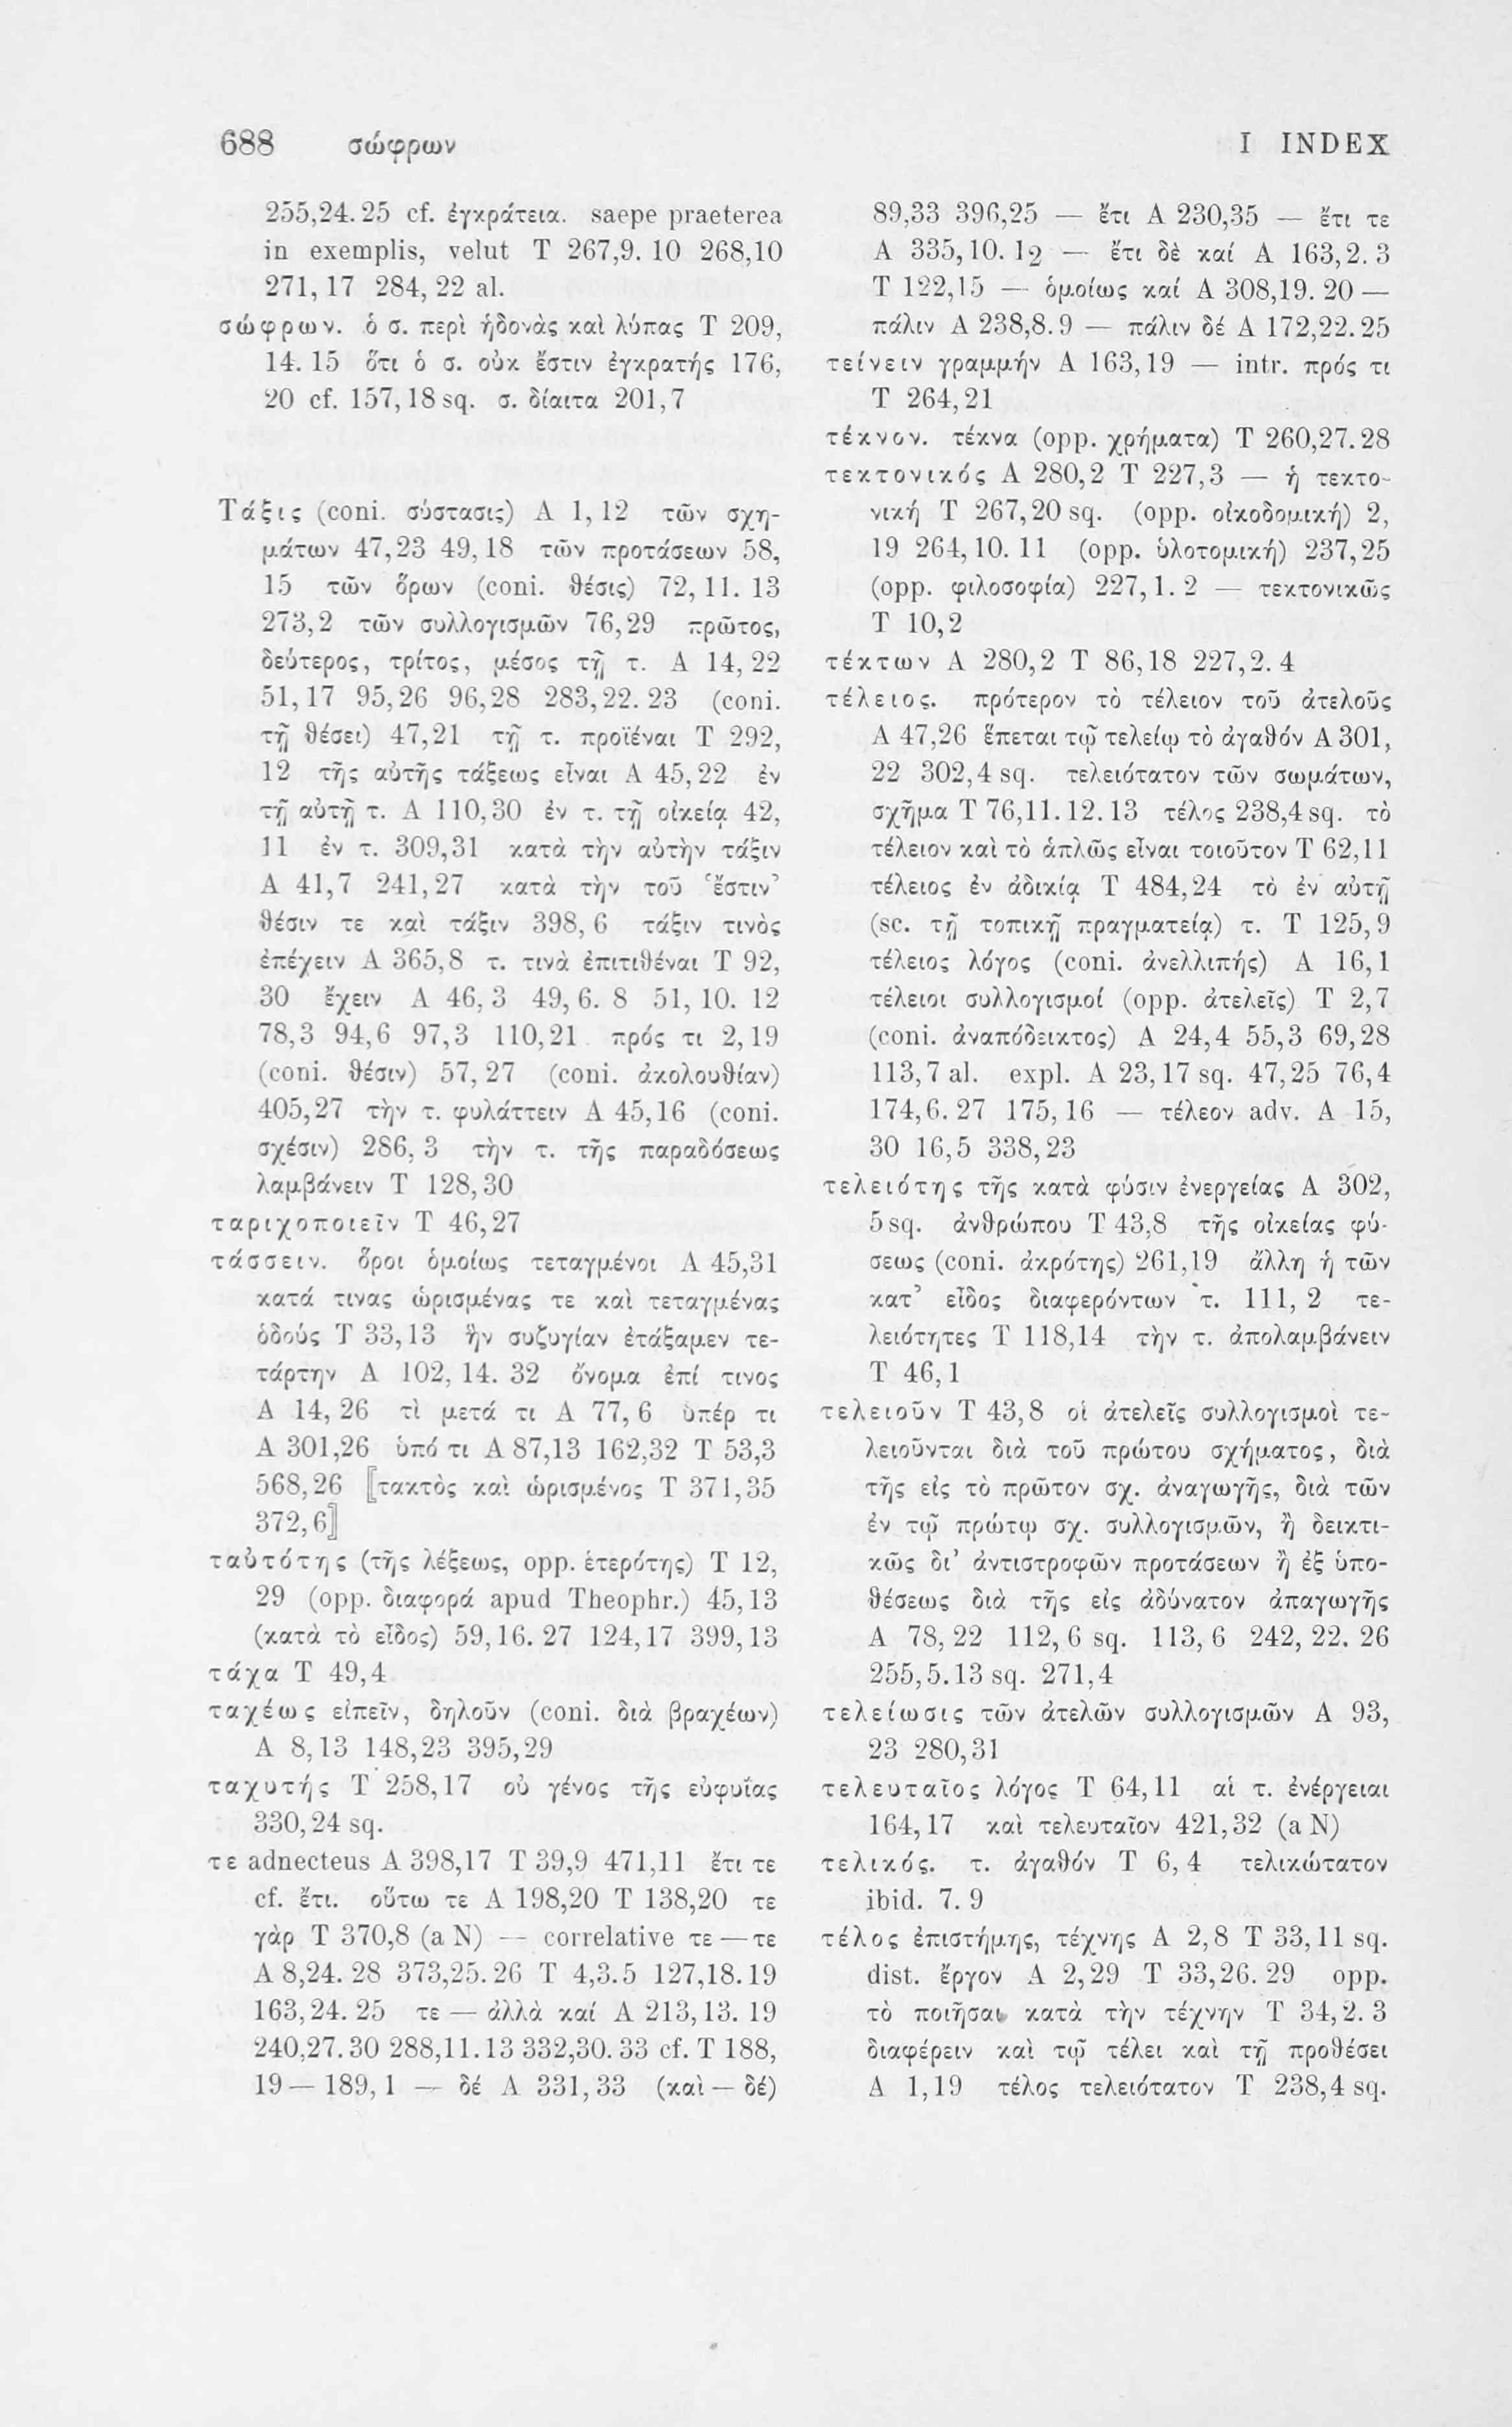 688 σώφρων I INDEX
255,24.25 cf. ἐγκράτεια. saepe praeterea
in exemplis, velut T 267,9. 10 268,10
271, 17 284, 22 al.
σώφρων. ὁ σ. περὶ ἡδονὰς καὶ λύπας T 209,
14. 15 ὅτι ὁ σ. οὐκ ἔστιν ἐγκρατής 176,
20 cf. 157, 18 sq. σ. δίαιτα 201,7
Τάξις (coni. σύστασις) A 1, 12 τῶν σχη-
μάτων 47,23 49,18 τῶν προτάσεων 58,
15 τῶν ὅρων (coni. θέσις) 72, 11. 13
273,2 τῶν συλλογισμῶν 76,29 πρῶτος,
δεύτερος, τρίτος, μέσος τῇ τ. A 14, 22
51,17 95,26 96,28 283,22. 23 (coni.
τῇ θέσει) 47,21 τῇ τ. προϊέναι T 292,
12 τῆς αὐτῆς τάξεως εἶναι A 45,22 ἐν
τῇ αὐτῇ τ. A 110,30 ἐν τ. τῇ οἰκείᾳ 42,
11 ἐν τ. 309,31 κατὰ τὴν αὐτὴν τάξιν
A 41,7 241,27 κατὰ τὴν τοῦ ‘ἔστιν’
θέσιν τε καὶ τάξιν 398, 6 τάξιν τινὸς
ἐπέχειν A 365,8 τ. τινὰ ἐπιτιθέναι T 92,
30 ἔχειν A 46, 3 49, 6. 8 51, 10. 12
78,3 94,6 97,3 110,21 πρός τι 2,19
(coni. θέσιν) 57, 27 (coni. ἀκολουθίαν)
405,27 τὴν τ. φυλάττειν A 45,16 (coni.
σχέσιν) 286, 3 τὴν τ. τῆς παραδόσεως
λαμβάνειν T 128,30
ταριχοποιεῖν T 46,27
τάσσειν. ὅροι ὁμοίως τεταγμένοι A 45,31
κατά τινας ὡρισμένας τε καὶ τεταγμένας
ὁδούς T 33,13 ἣν συζυγίαν ἐτάξαμεν τε-
τάρτην A 102, 14. 32 ὄνομα ἐπί τινος
A 14, 26 τὶ μετά τι A 77, 6 ὑπέρ τι
A 301,26 ὑπό τι A 87,13 162,32 T 53,3
568,26 ⟦τακτὸς καὶ ὡρισμένος T 371,35
372,6⟧
ταὐτότης (τῆς λέξεως, opp. ἑτερότης) T 12,
29 (opp. διαφορά apud Theophr.) 45,13
(κατὰ τὸ εἶδος) 59,16. 27 124,17 399,13
τάχα T 49,4
ταχέως εἰπεῖν, δηλοῦν (coni. διὰ βραχέων)
A 8,13 148,23 395,29
ταχυτής T 258,17 οὐ γένος τῆς εὐφυΐας
330,24 sq.
τε adnecteus A 398,17 T 39,9 471,11 ἔτι τε
cf. ἔτι. οὕτω τε A 198,20 T 138,20 τε
γὰρ T 370,8 (a N) — correlative τε — τε
A 8,24. 28 373,25. 26 T 4,3.5 127,18. 19
163,24. 25 τε — ἀλλὰ καί A 213,13. 19
240,27.30 288,11.13 332,30.33 cf. T 188,
19 — 189, 1 — δέ A 331,33 (καὶ — δέ)
89,33 396,25 — ἔτι A 230,35 — ἔτι τε
A 335,10. 12 — ἔτι δὲ καί A 163,2. 3
T 122,15 — ὁμοίως καί A 308,19. 20 —
πάλιν A 238,8. 9 — πάλιν δέ A 172,22.25
τείνειν γραμμήν A 163,19 — intr. πρός τι
T 264,21
τέκνον. τέκνα (opp. χρήματα) T 260,27. 28
τεκτονικός A 280,2 T 227,3 — ἡ τεκτο-
νική T 267,20 sq. (opp. οἰκοδομική) 2,
19 264,10. 11 (opp. ὑλοτομική) 237,25
(opp. φιλοσοφία) 227, 1. 2 — τεκτονικῶς
T 10,2
τέκτων A 280,2 T 86,18 227,2. 4
τέλειος. πρότερον τὸ τέλειον τοῦ ἀτελοῦς
A 47,26 ἕπεται τῷ τελείῳ τὸ ἀγαθόν A 301,
22 302,4 sq. τελειότατον τῶν σωμάτων,
σχῆμα T 76,11. 12. 13 τέλος 238,4 sq. τὸ
τέλειον καὶ τὸ ἁπλῶς εἶναι τοιοῦτον T 62,11
τέλειος ἐν ἀδικίᾳ T 484,24 τὸ ἐν αὐτῇ
(sc. τῇ τοπικῇ πραγματείᾳ) τ. T 125, 9
τέλειος λόγος (coni. ἀνελλιπής) A 16,1
τέλειοι συλλογισμοί (opp. ἀτελεῖς) T 2,7
(coni. ἀναπόδεικτος) A 24,4 55,3 69,28
113,7 al. expl. A 23,17 sq. 47,25 76,4
174,6. 27 175, 16 — τέλεον adv. A 15,
30 16,5 338,23
τελειότης τῆς κατὰ φύσιν ἐνεργείας A 302,
5 sq. ἀνθρώπου T 43,8 τῆς οἰκείας φύ-
σεως (coni. ἀκρότης) 261,19 ἄλλη ἡ τῶν
κατ’ εἶδος διαφερόντων τ. 111, 2 τε-
λειότητες T 118,14 τὴν τ. ἀπολαμβάνειν
T 46,1
τελειοῦν T 43,8 οἱ ἀτελεῖς συλλογισμοὶ τε-
λειοῦνται διὰ τοῦ πρώτου σχήματος, διὰ
τῆς εἰς τὸ πρῶτον σχ. ἀναγωγῆς, διὰ τῶν
ἐν τῷ πρώτῳ σχ. συλλογισμῶν, ἢ δεικτι-
κῶς δι’ ἀντιστροφῶν προτάσεων ἢ ἐξ ὑπο-
θέσεως διὰ τῆς εἰς ἀδύνατον ἀπαγωγῆς
A 78, 22 112, 6 sq. 113, 6 242, 22. 26
255,5.13 sq. 271,4
τελείωσις τῶν ἀτελῶν συλλογισμῶν A 93,
23 280,31
τελευταῖος λόγος T 64,11 αἱ τ. ἐνέργειαι
164,17 καὶ τελευταῖον 421,32 (a N)
τελικός. τ. ἀγαθόν T 6,4 τελικώτατον
ibid. 7. 9
τέλος ἐπιστήμης, τέχνης A 2,8 T 33,11 sq.
dist. ἔργον A 2,29 T 33,26. 29 opp.
τὸ ποιῆσαι κατὰ τὴν τέχνην T 34,2. 3
διαφέρειν καὶ τῷ τέλει καὶ τῇ προθέσει
A 1,19 τέλος τελειότατον T 238,4 sq.